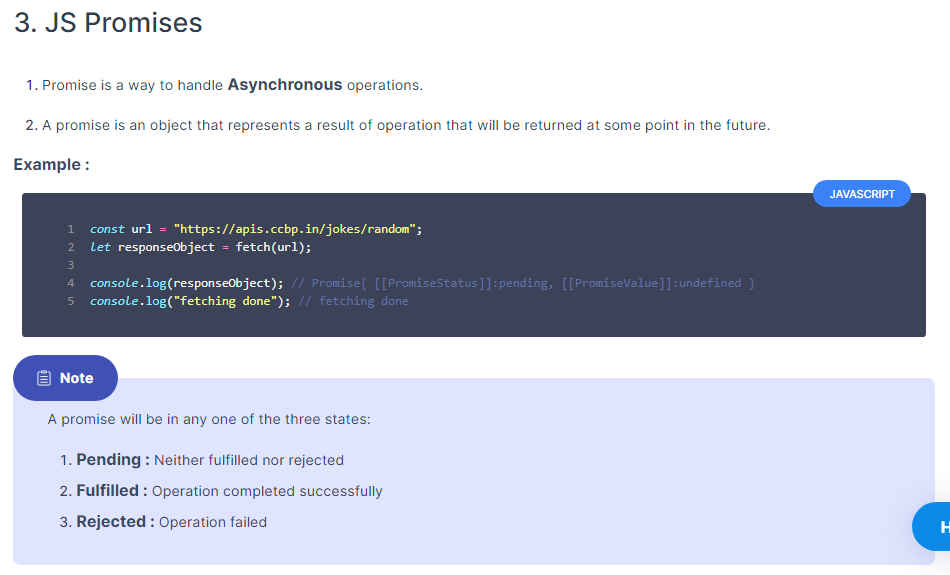 3. JS Promises
1. Promise is a way to handle Asynchronous operations.
2. A promise is an object that represents a result of operation that will be returned at some point in the future.
Example :
JAVASCRIPT
1 const url = "https://apis.ccbp.in/jokes/random";
2 let responseObject = fetch(url);
3
4 console.log(responseObject); // Promise{ [[PromiseStatus]]:pending, [[PromiseValue]]:undefined }
5 console.log("fetching done"); // fetching done
Note
A promise will be in any one of the three states:
1. Pending : Neither fulfilled nor rejected
2. Fulfilled : Operation completed successfully
3. Rejected : Operation failed
H